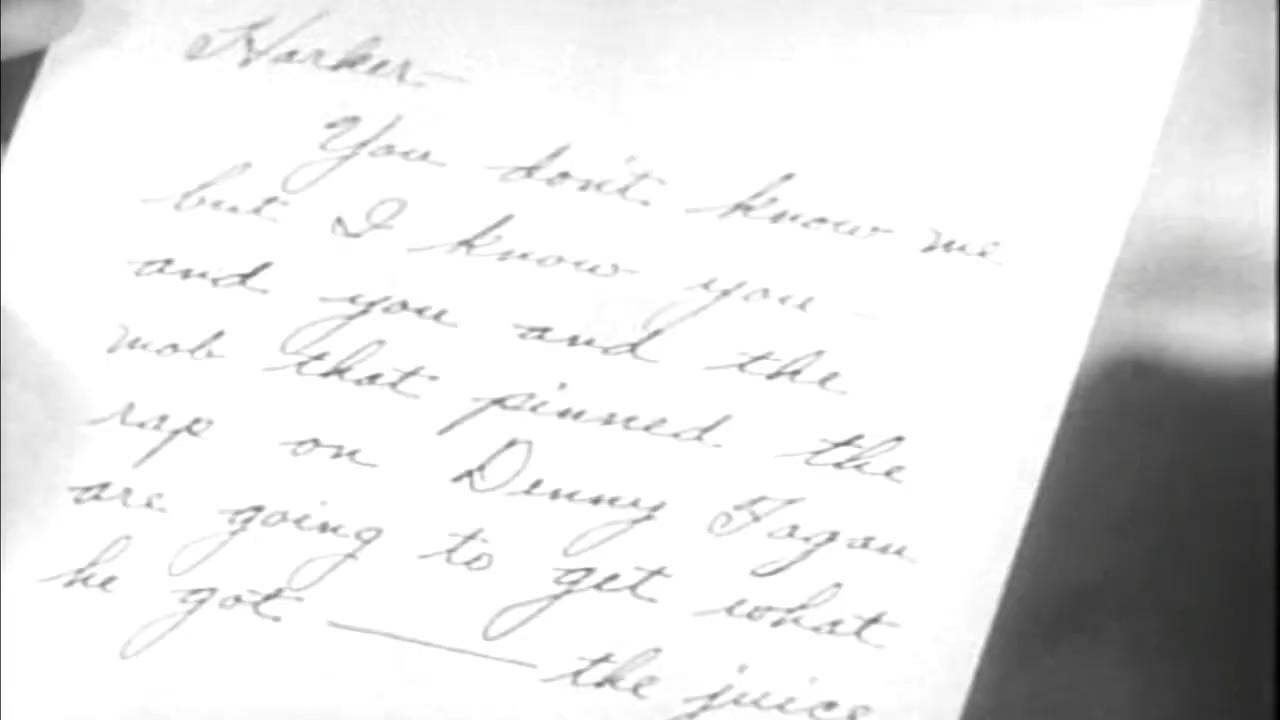 Harker—
You don't know me
but I know you—
and you and the
mob that pinned the
rap on Denny Fagan
are going to get what
he got —— the juice